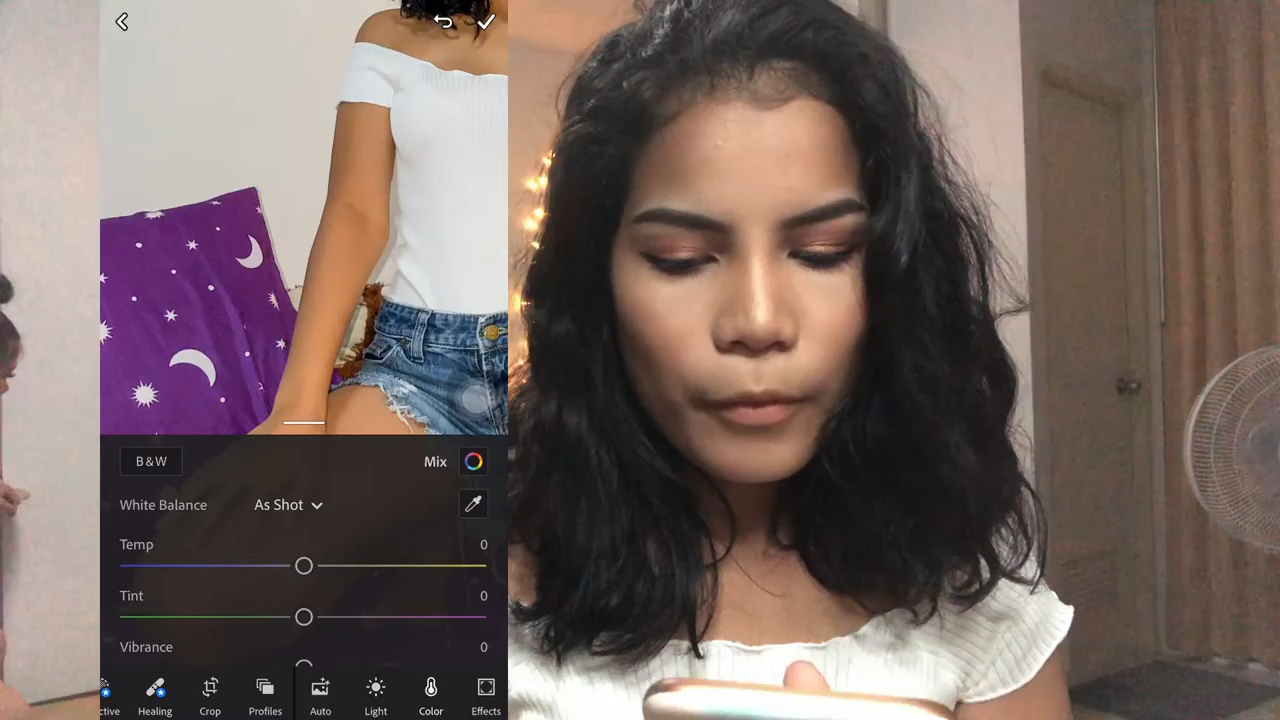 B&W
Mix
White Balance
As Shot
Temp
0
Tint
0
Vibrance
0
ctive
Healing
Crop
Profiles
Auto
Light
Color
Effects